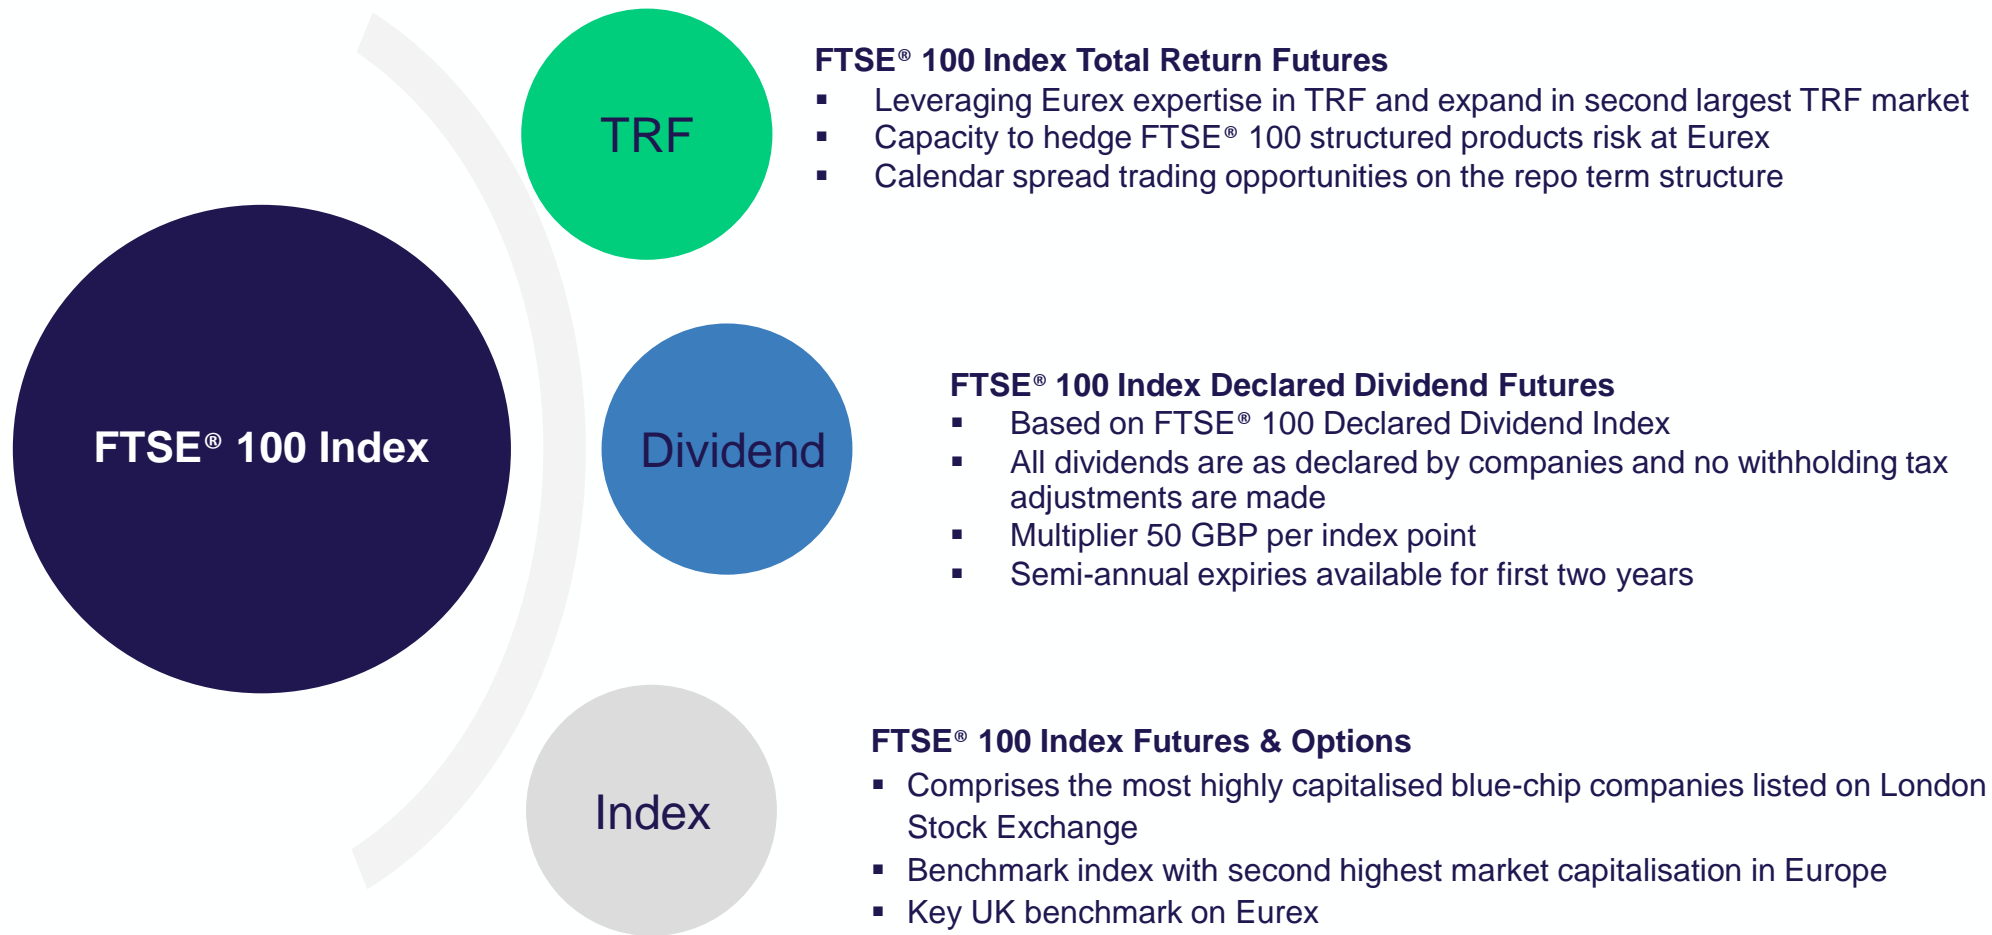 FTSE® 100 Index
TRF
FTSE® 100 Index Total Return Futures
▪ Leveraging Eurex expertise in TRF and expand in second largest TRF market
▪ Capacity to hedge FTSE® 100 structured products risk at Eurex
▪ Calendar spread trading opportunities on the repo term structure
Dividend
FTSE® 100 Index Declared Dividend Futures
▪ Based on FTSE® 100 Declared Dividend Index
▪ All dividends are as declared by companies and no withholding tax
adjustments are made
▪ Multiplier 50 GBP per index point
▪ Semi-annual expiries available for first two years
Index
FTSE® 100 Index Futures & Options
▪ Comprises the most highly capitalised blue-chip companies listed on London
Stock Exchange
▪ Benchmark index with second highest market capitalisation in Europe
▪ Key UK benchmark on Eurex